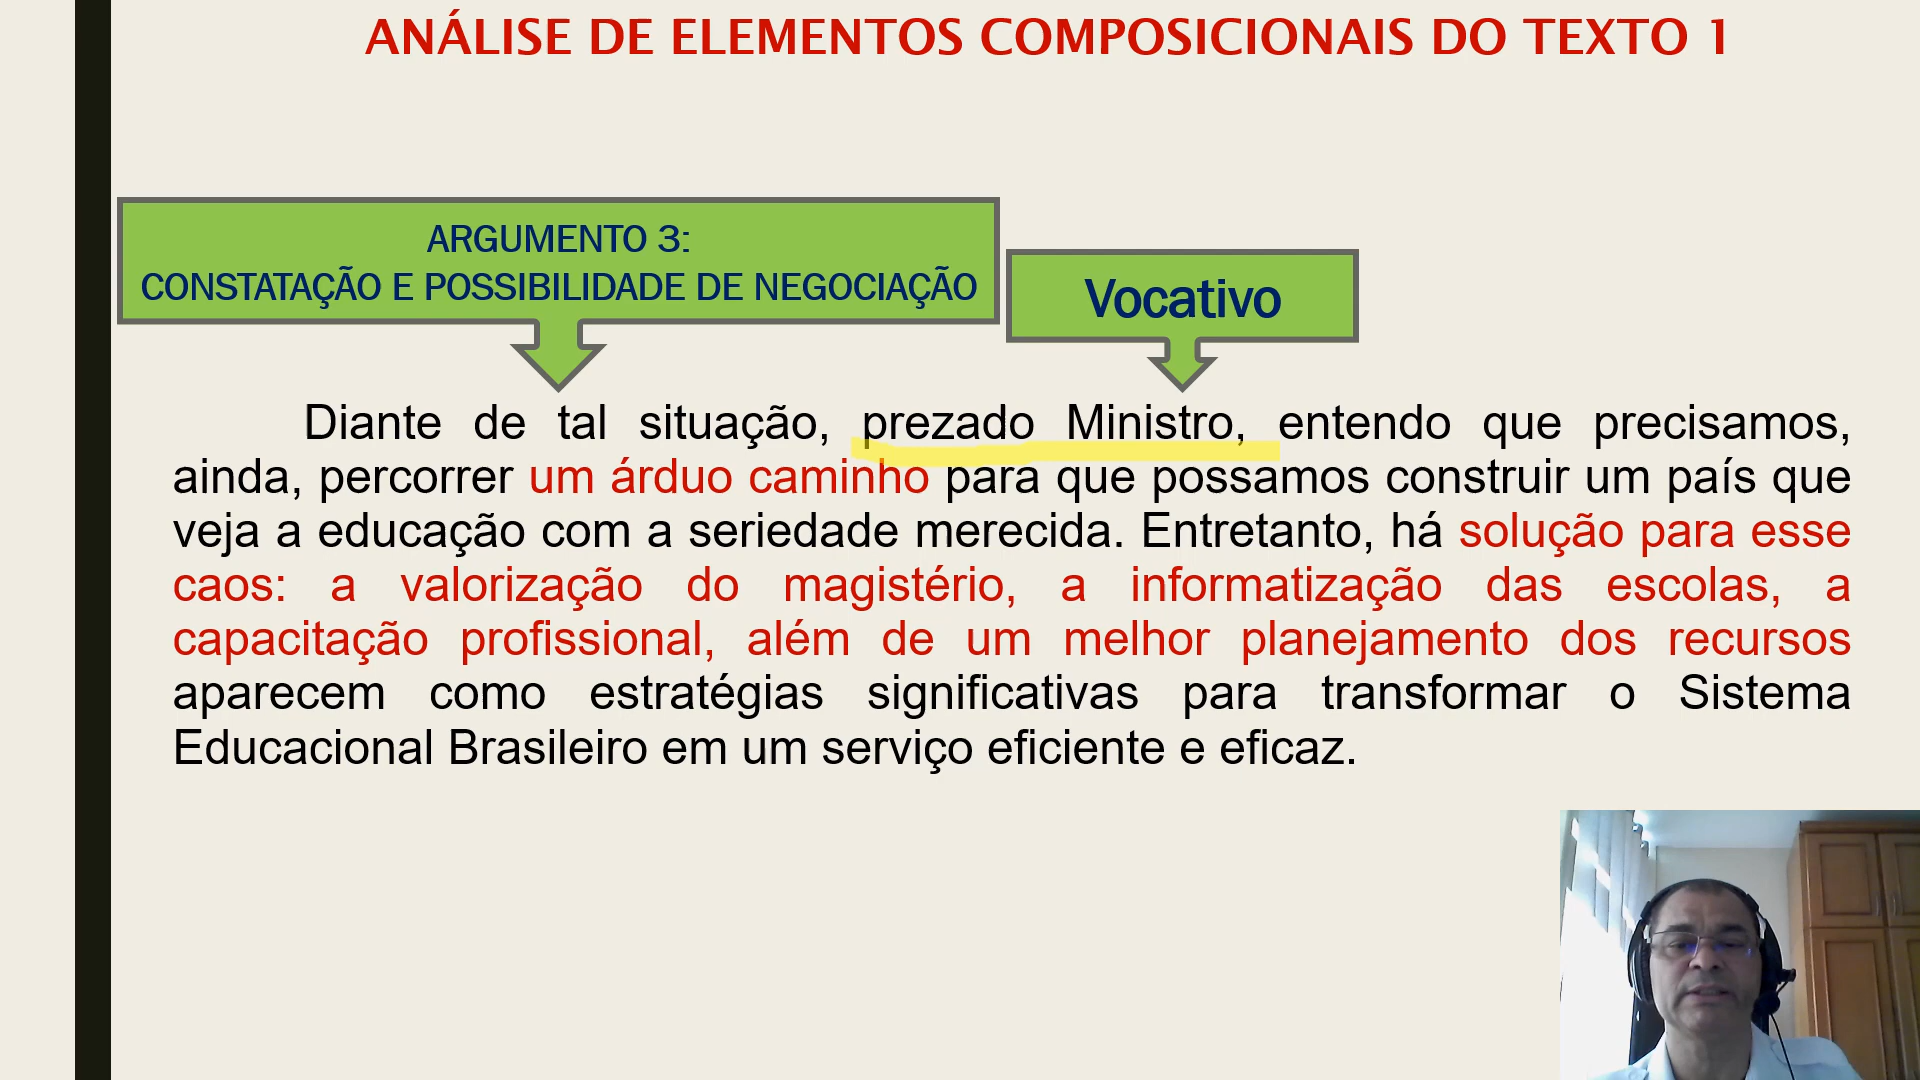 ANÁLISE DE ELEMENTOS COMPOSICIONAIS DO TEXTO 1
ARGUMENTO 3:
CONSTATAÇÃO E POSSIBILIDADE DE NEGOCIAÇÃO
Vocativo
Diante de tal situação, prezado Ministro, entendo que precisamos,
ainda, percorrer um árduo caminho para que possamos construir um país que
veja a educação com a seriedade merecida. Entretanto, há solução para esse
caos: a valorização do magistério, a informatização das escolas, a
capacitação profissional, além de um melhor planejamento dos recursos
aparecem como estratégias significativas para transformar o Sistema
Educacional Brasileiro em um serviço eficiente e eficaz.